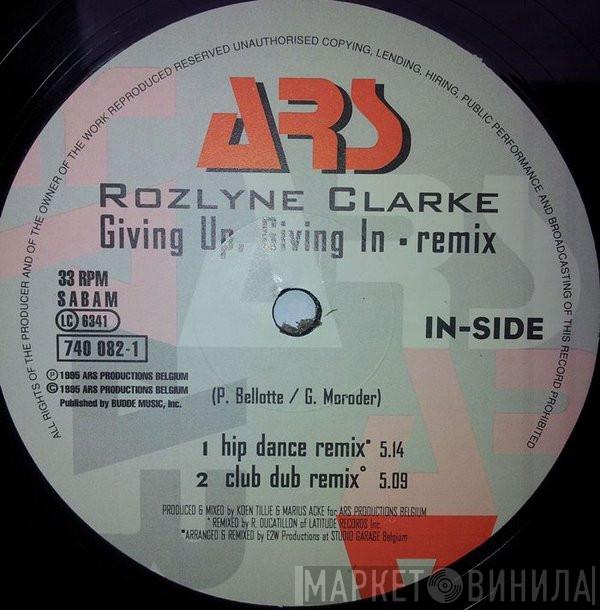 ALL RIGHTS OF THE PRODUCER AND OF THE OWNER OF THE WORK REPRODUCED RESERVED UNAUTHORISED COPYING, LENDING, HIRING, PUBLIC PERFORMANCE AND BROADCASTING OF THIS RECORD PROHIBITED
ARS
ROZLYNE CLARKE
Giving Up, Giving In • remix
33 RPM
SABAM
LC 6341
740 082-1
IN-SIDE
℗ 1995 ARS PRODUCTIONS BELGIUM
© 1995 ARS PRODUCTIONS BELGIUM
Published by BUDDE MUSIC, Inc.
(P. Bellotte / G. Moroder)
1 hip dance remix* 5.14
2 club dub remix° 5.09
PRODUCED & MIXED by KOEN TILLIE & MARIUS ACKE for ARS PRODUCTIONS BELGIUM
° REMIXED by R. DUCATILLON of LATITUDE RECORDS Inc.
*ARRANGED & REMIXED by E2W Productions at STUDIO GARAGE Belgium
МАРКЕТ ВИНИЛА